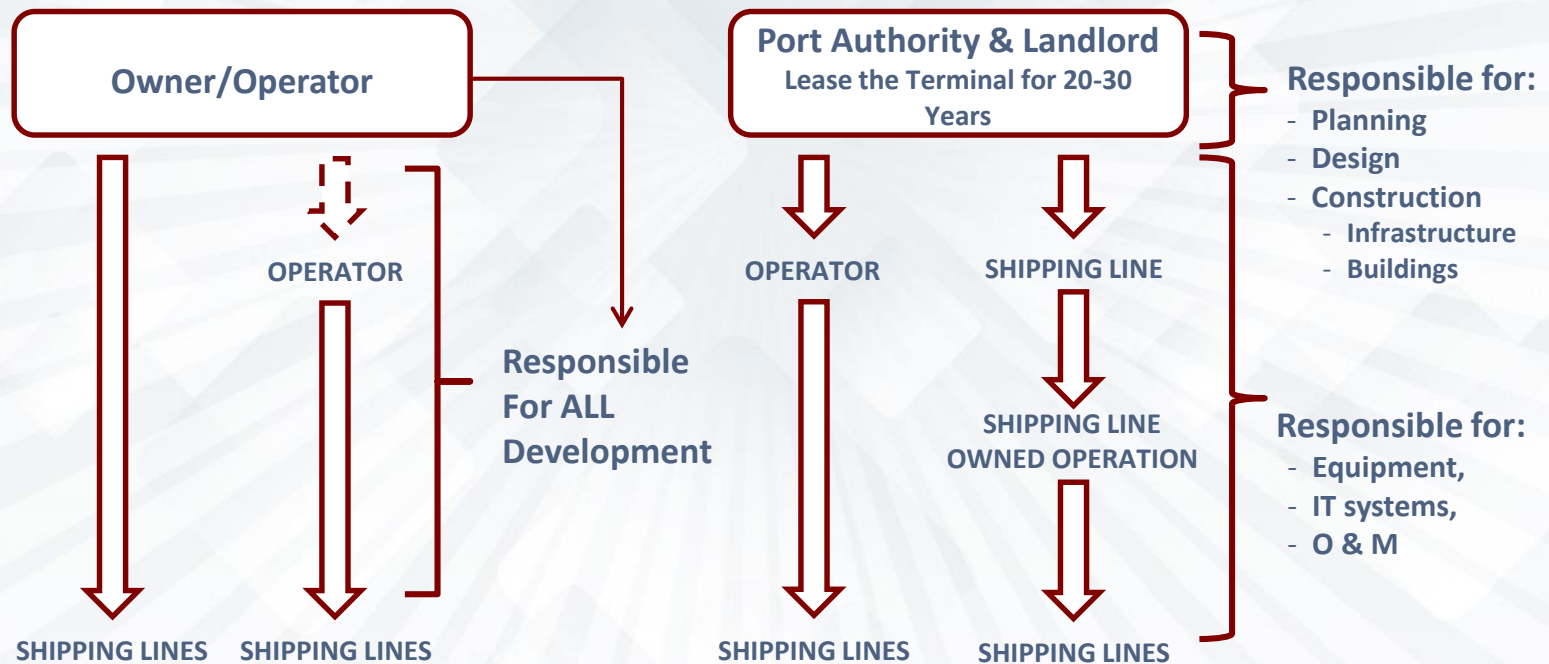 Owner/Operator
OPERATOR
Responsible
For ALL
Development
SHIPPING LINES
SHIPPING LINES
Port Authority & Landlord
Lease the Terminal for 20-30
Years
OPERATOR
SHIPPING LINE
SHIPPING LINE
OWNED OPERATION
SHIPPING LINES
SHIPPING LINES
Responsible for:
- Planning
- Design
- Construction
- Infrastructure
- Buildings
Responsible for:
- Equipment,
- IT systems,
- O & M